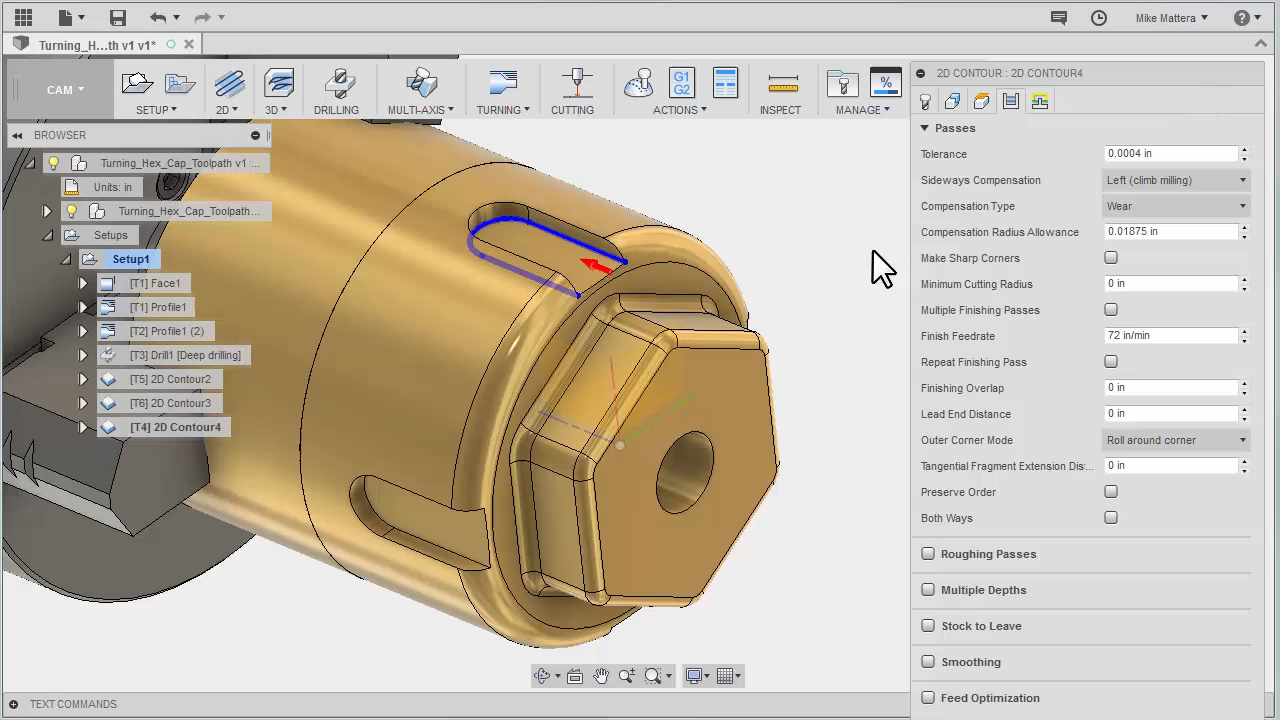 Mike Mattera
?
Turning_H...th v1 v1*
CAM
SETUP
2D
3D
DRILLING
MULTI-AXIS
TURNING
CUTTING
G1
G2
ACTIONS
INSPECT
%
MANAGE
BROWSER
Turning_Hex_Cap_Toolpath v1 ...
Units: in
Turning_Hex_Cap_Toolpath...
Setups
Setup1
[T1] Face1
[T1] Profile1
[T2] Profile1 (2)
[T3] Drill1 [Deep drilling]
[T5] 2D Contour2
[T6] 2D Contour3
[T4] 2D Contour4
2D CONTOUR : 2D CONTOUR4
Passes
Tolerance 0.0004 in
Sideways Compensation Left (climb milling)
Compensation Type Wear
Compensation Radius Allowance 0.01875 in
Make Sharp Corners
Minimum Cutting Radius 0 in
Multiple Finishing Passes
Finish Feedrate 72 in/min
Repeat Finishing Pass
Finishing Overlap 0 in
Lead End Distance 0 in
Outer Corner Mode Roll around corner
Tangential Fragment Extension Dis... 0 in
Preserve Order
Both Ways
Roughing Passes
Multiple Depths
Stock to Leave
Smoothing
Feed Optimization
TEXT COMMANDS